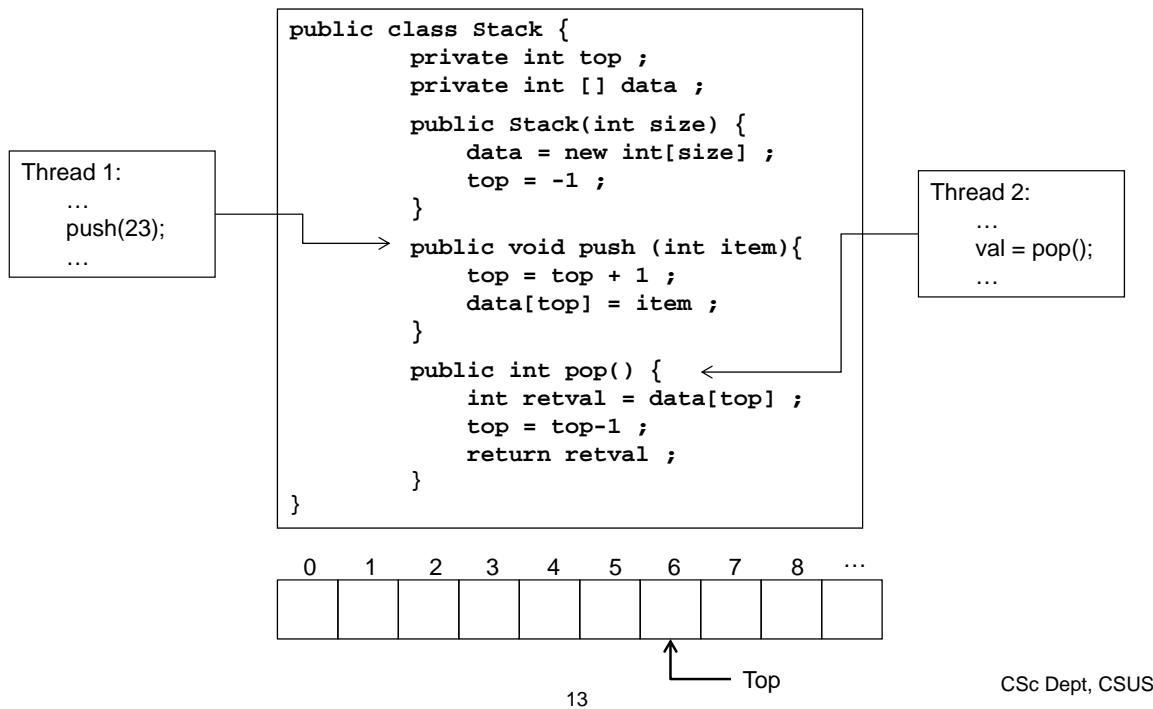 public class Stack {
private int top ;
private int [] data ;
public Stack(int size) {
data = new int[size] ;
top = -1 ;
}
public void push (int item){
top = top + 1 ;
data[top] = item ;
}
public int pop() {
int retval = data[top] ;
top = top-1 ;
return retval ;
}
}
Thread 1:
…
push(23);
…
Thread 2:
…
val = pop();
…
0 1 2 3 4 5 6 7 8 …
Top
13
CSc Dept, CSUS